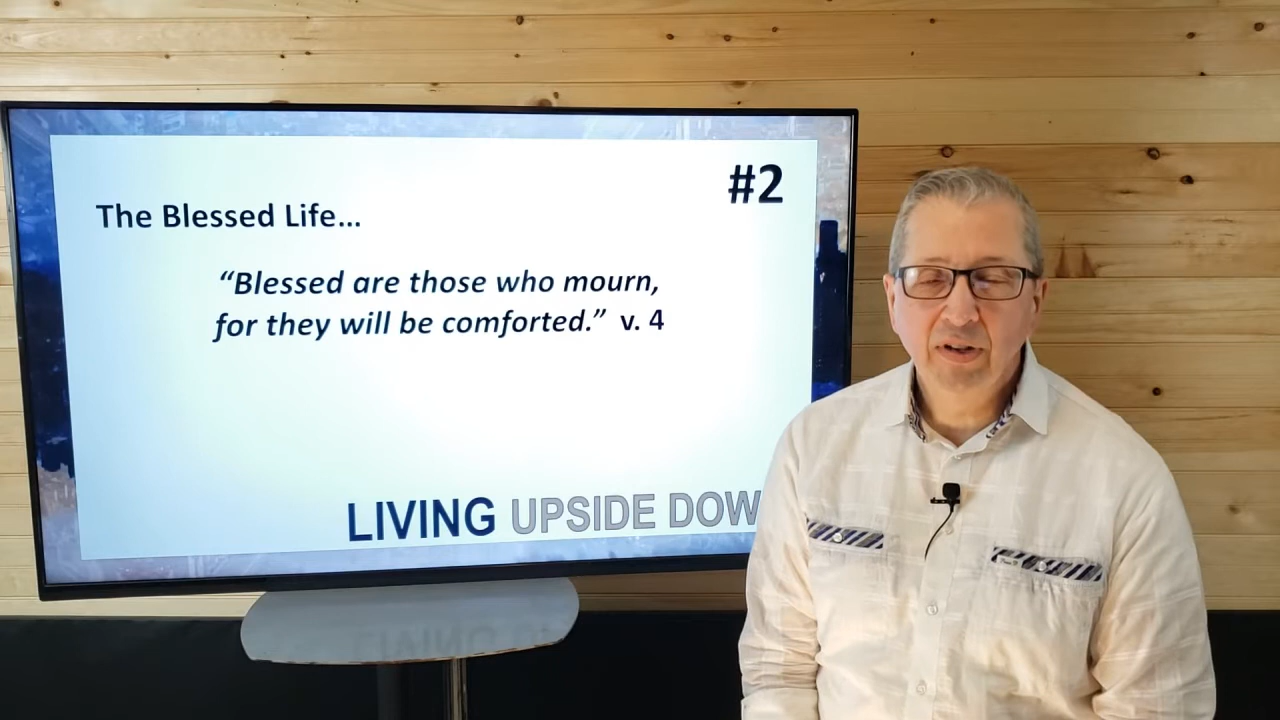 #2
The Blessed Life...
“Blessed are those who mourn,
for they will be comforted.” v. 4
LIVING UPSIDE DOW